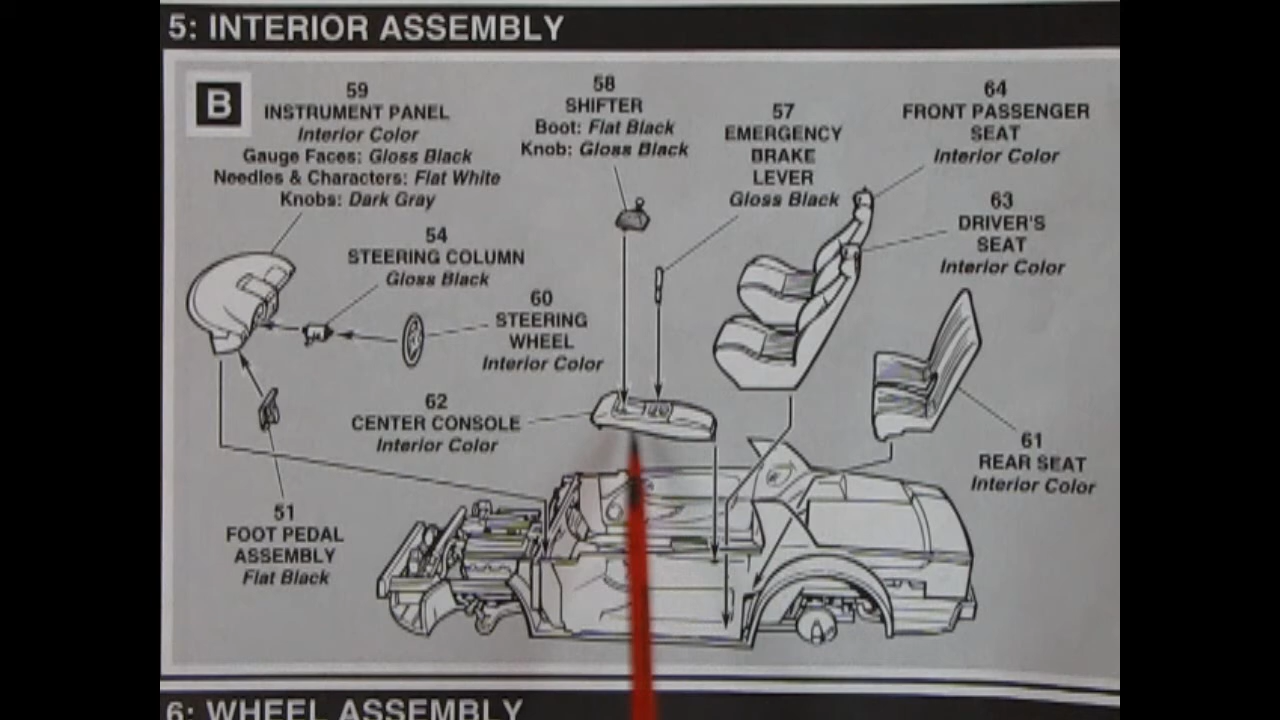 5: INTERIOR ASSEMBLY
B
59
INSTRUMENT PANEL
Interior Color
Gauge Faces: Gloss Black
Needles & Characters: Flat White
Knobs: Dark Gray
58
SHIFTER
Boot: Flat Black
Knob: Gloss Black
57
EMERGENCY
BRAKE
LEVER
Gloss Black
64
FRONT PASSENGER
SEAT
Interior Color
63
DRIVER'S
SEAT
Interior Color
54
STEERING COLUMN
Gloss Black
60
STEERING
WHEEL
Interior Color
62
CENTER CONSOLE
Interior Color
61
REAR SEAT
Interior Color
51
FOOT PEDAL
ASSEMBLY
Flat Black
6: WHEEL ASSEMBLY